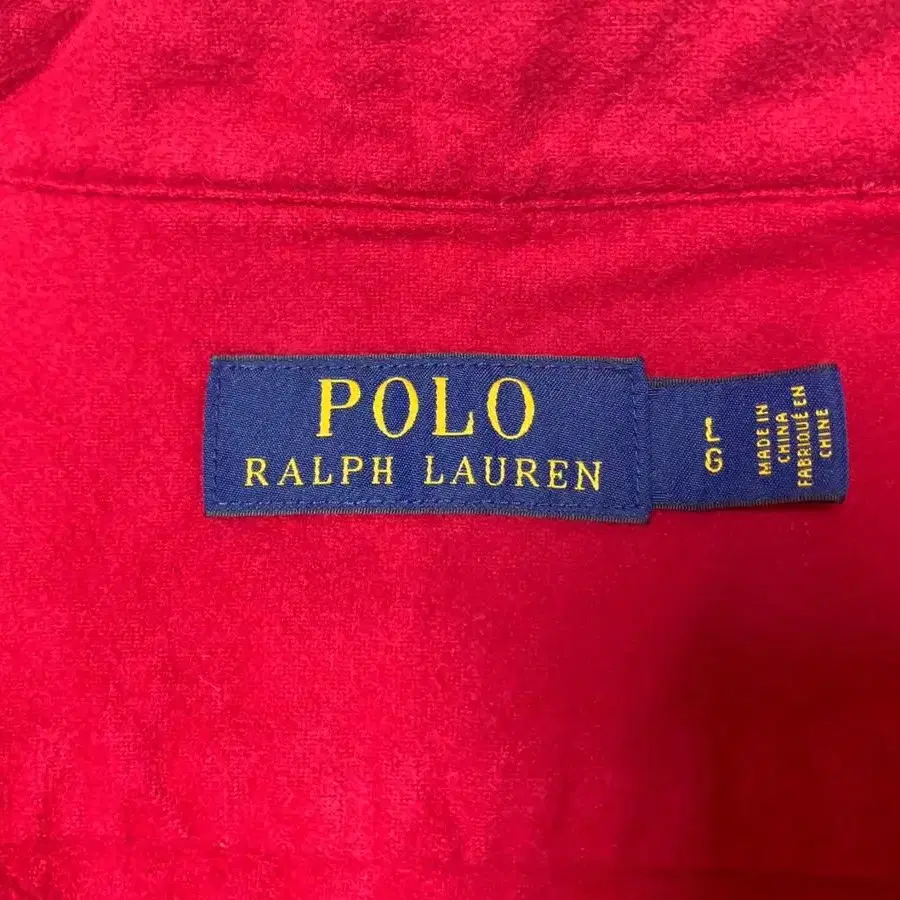 POLO
RALPH LAUREN
L
G
MADE IN
CHINA
FABRIQUÉ EN
CHINE